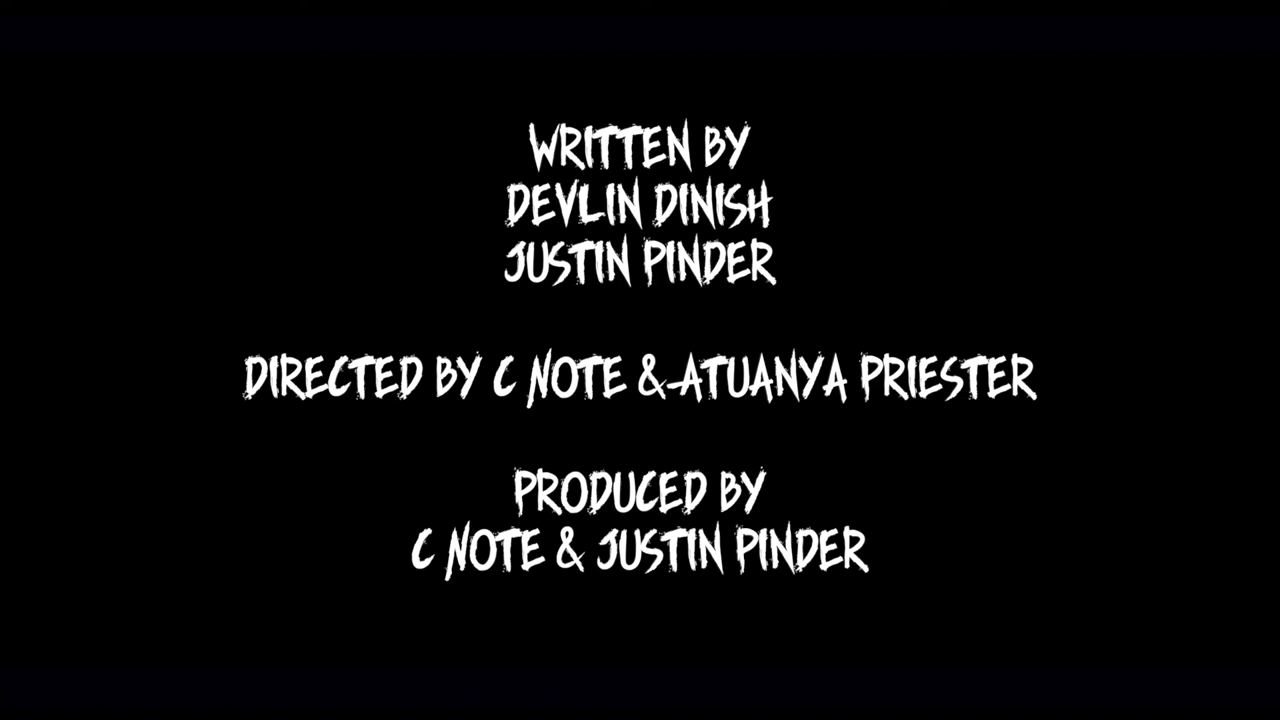 WRITTEN BY
DEVLIN DINISH
JUSTIN PINDER
DIRECTED BY C NOTE & ATUANYA PRIESTER
PRODUCED BY
C NOTE & JUSTIN PINDER